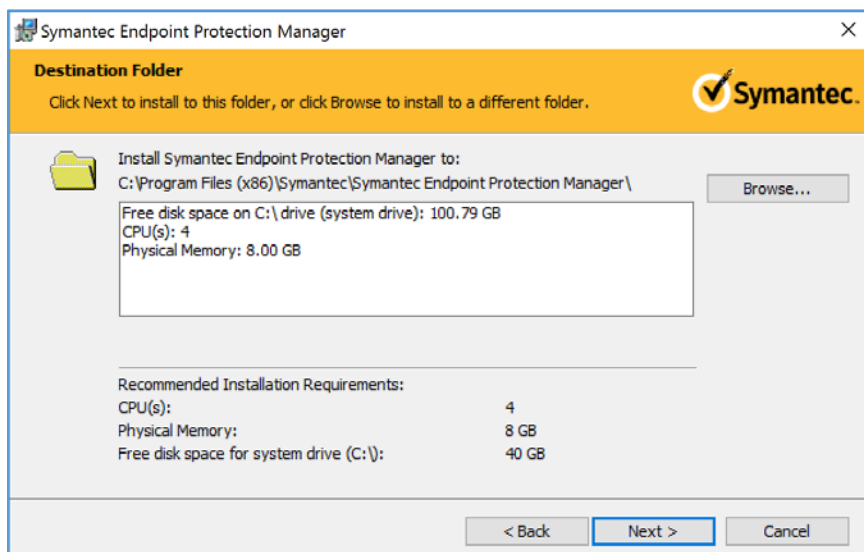 Symantec Endpoint Protection Manager
Destination Folder
Click Next to install to this folder, or click Browse to install to a different folder.
Symantec.
Install Symantec Endpoint Protection Manager to:
C:\Program Files (x86)\Symantec\Symantec Endpoint Protection Manager\
Browse...
Free disk space on C:\ drive (system drive): 100.79 GB
CPU(s): 4
Physical Memory: 8.00 GB
Recommended Installation Requirements:
CPU(s): 4
Physical Memory: 8 GB
Free disk space for system drive (C:\): 40 GB
< Back Next > Cancel